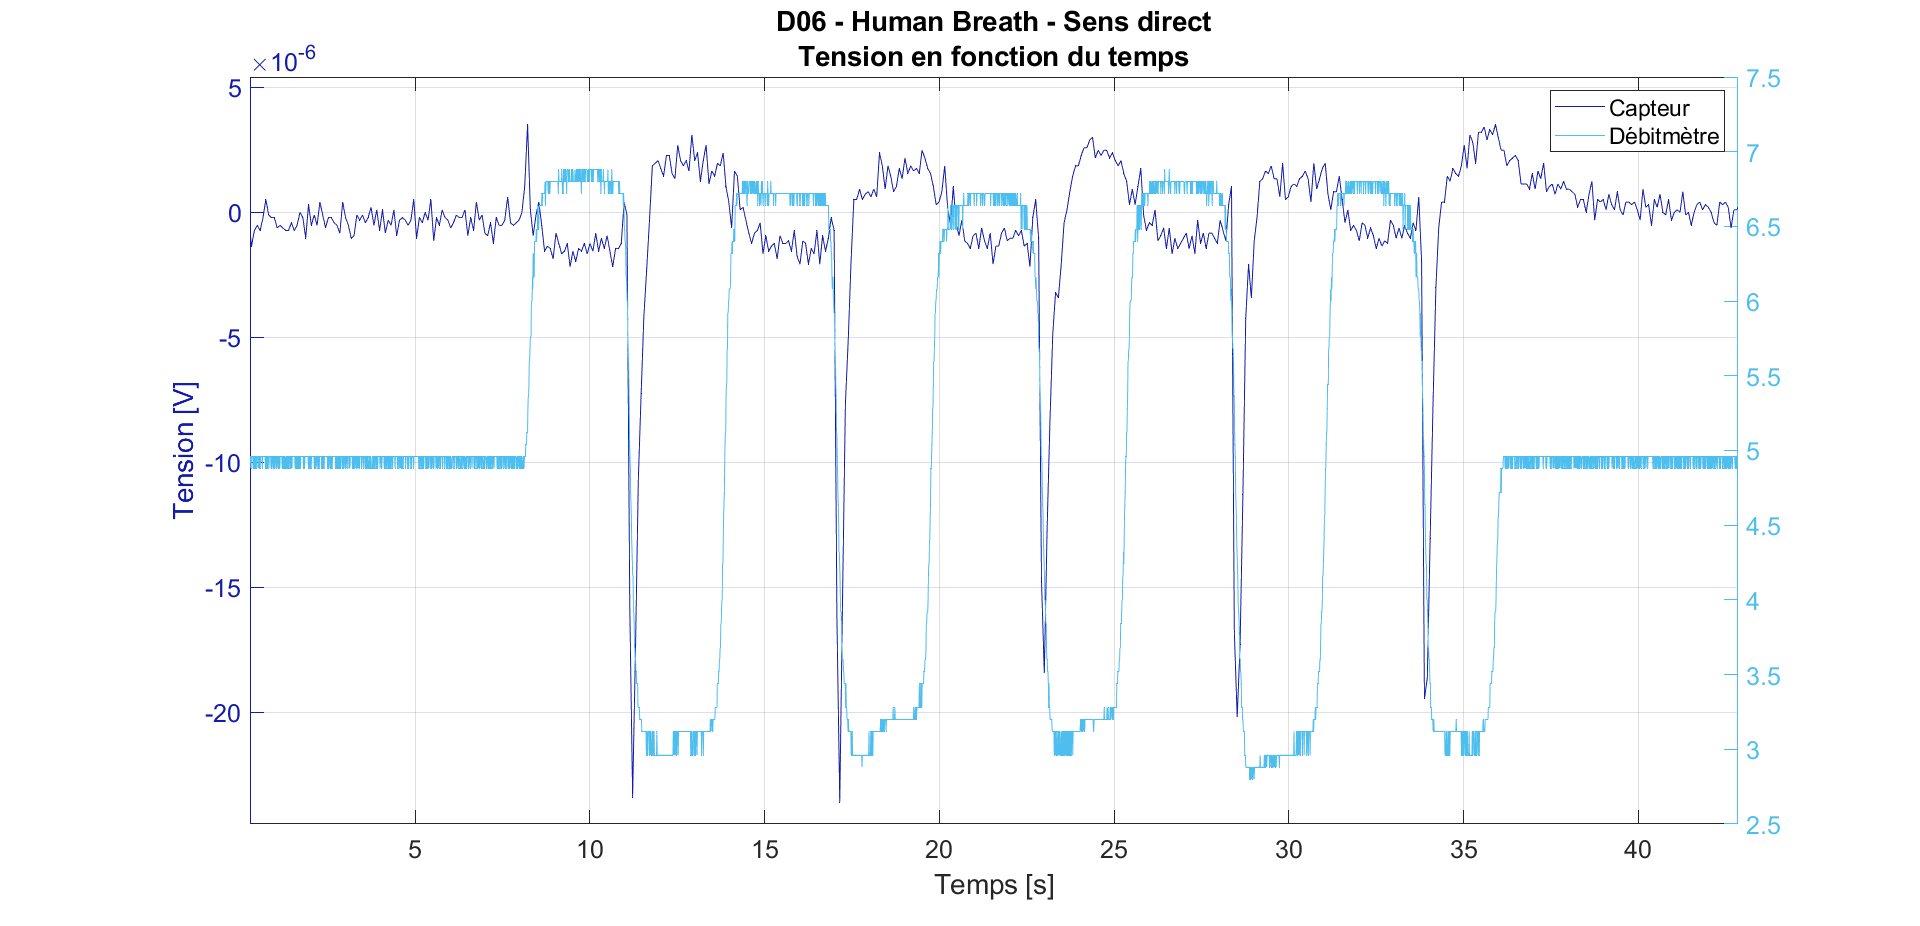 D06 - Human Breath - Sens direct
Tension en fonction du temps
×10-6
5
0
-5
-10
-15
-20
Tension [V]
7.5
7
6.5
6
5.5
5
4.5
4
3.5
3
2.5
Capteur
Débitmètre
5 10 15 20 25 30 35 40
Temps [s]